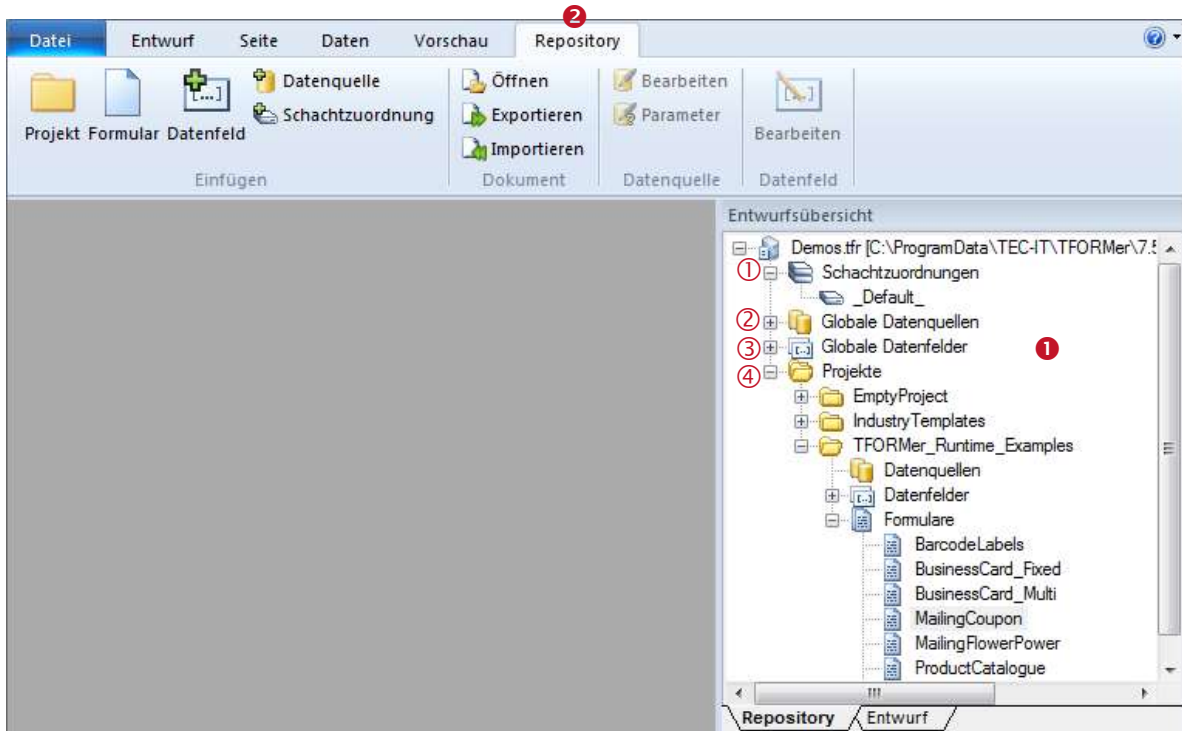 ❷
Datei Entwurf Seite Daten Vorschau Repository
Projekt Formular Datenfeld
Datenquelle
Schachtzuordnung
Einfügen
Öffnen
Exportieren
Importieren
Dokument
Bearbeiten
Parameter
Datenquelle
Bearbeiten
Datenfeld
Entwurfsübersicht
Demos.tfr [C:\ProgramData\TEC-IT\TFORMer\7.5
① Schachtzuordnungen
_Default_
② Globale Datenquellen
③ Globale Datenfelder ❶
④ Projekte
EmptyProject
IndustryTemplates
TFORMer_Runtime_Examples
Datenquellen
Datenfelder
Formulare
BarcodeLabels
BusinessCard_Fixed
BusinessCard_Multi
MailingCoupon
MailingFlowerPower
ProductCatalogue
Repository Entwurf